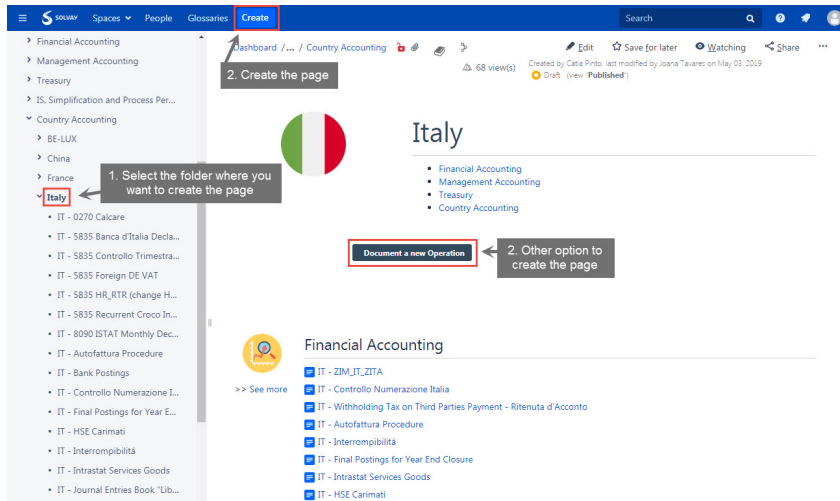 SOLVAY Spaces People Glossaries Create Search
Financial Accounting
Management Accounting
Treasury
IS, Simplification and Process Per...
Country Accounting
BE-LUX
China
France
Italy
IT - 0270 Calcare
IT - 5835 Banca d'Italia Decla...
IT - 5835 Controllo Trimestra...
IT - 5835 Foreign DE VAT
IT - 5835 HR_RTR (change H...
IT - 5835 Recurrent Croco In...
IT - 8090 ISTAT Monthly Dec...
IT - Autofattura Procedure
IT - Bank Postings
IT - Controllo Numerazione I...
IT - Final Postings for Year E...
IT - HSE Carimati
IT - Interrompibilitá
IT - Intrastat Services Goods
IT - Journal Entries Book "Lib...
1. Select the folder where you
want to create the page
Dashboard /... / Country Accounting
2. Create the page
68 view(s)
Edit Save for later Watching Share ...
Created by Cátia Pinto, last modified by Joana Tavares on May 03, 2019
Draft (view "Published")
Italy
Financial Accounting
Management Accounting
Treasury
Country Accounting
Document a new Operation
2. Other option to
create the page
Financial Accounting
>> See more
IT - ZIM_IT_ZITA
IT - Controllo Numerazione Italia
IT - Withholding Tax on Third Parties Payment - Ritenuta d'Acconto
IT - Autofattura Procedure
IT - Interrompibilitá
IT - Final Postings for Year End Closure
IT - Intrastat Services Goods
IT - HSE Carimati